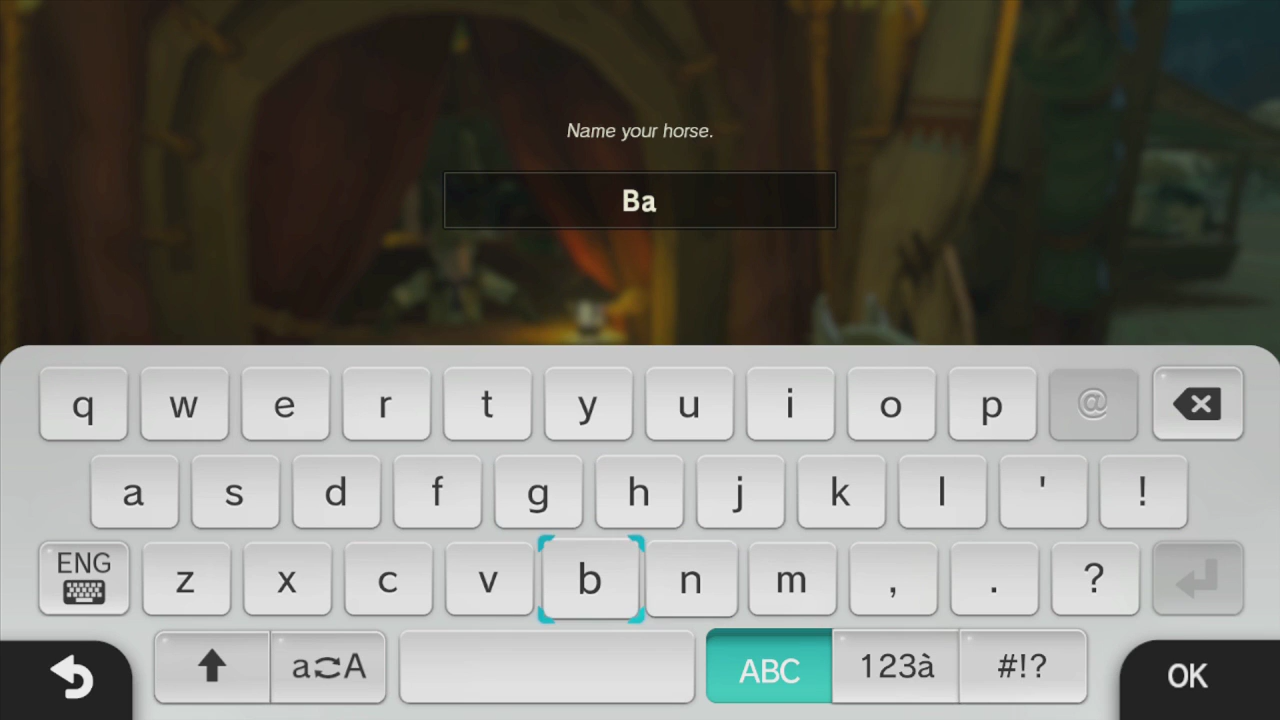 Name your horse.
Ba
q w e r t y u i o p @
a s d f g h j k l ' !
ENG z x c v b n m , . ?
a A ABC 123à #!? OK